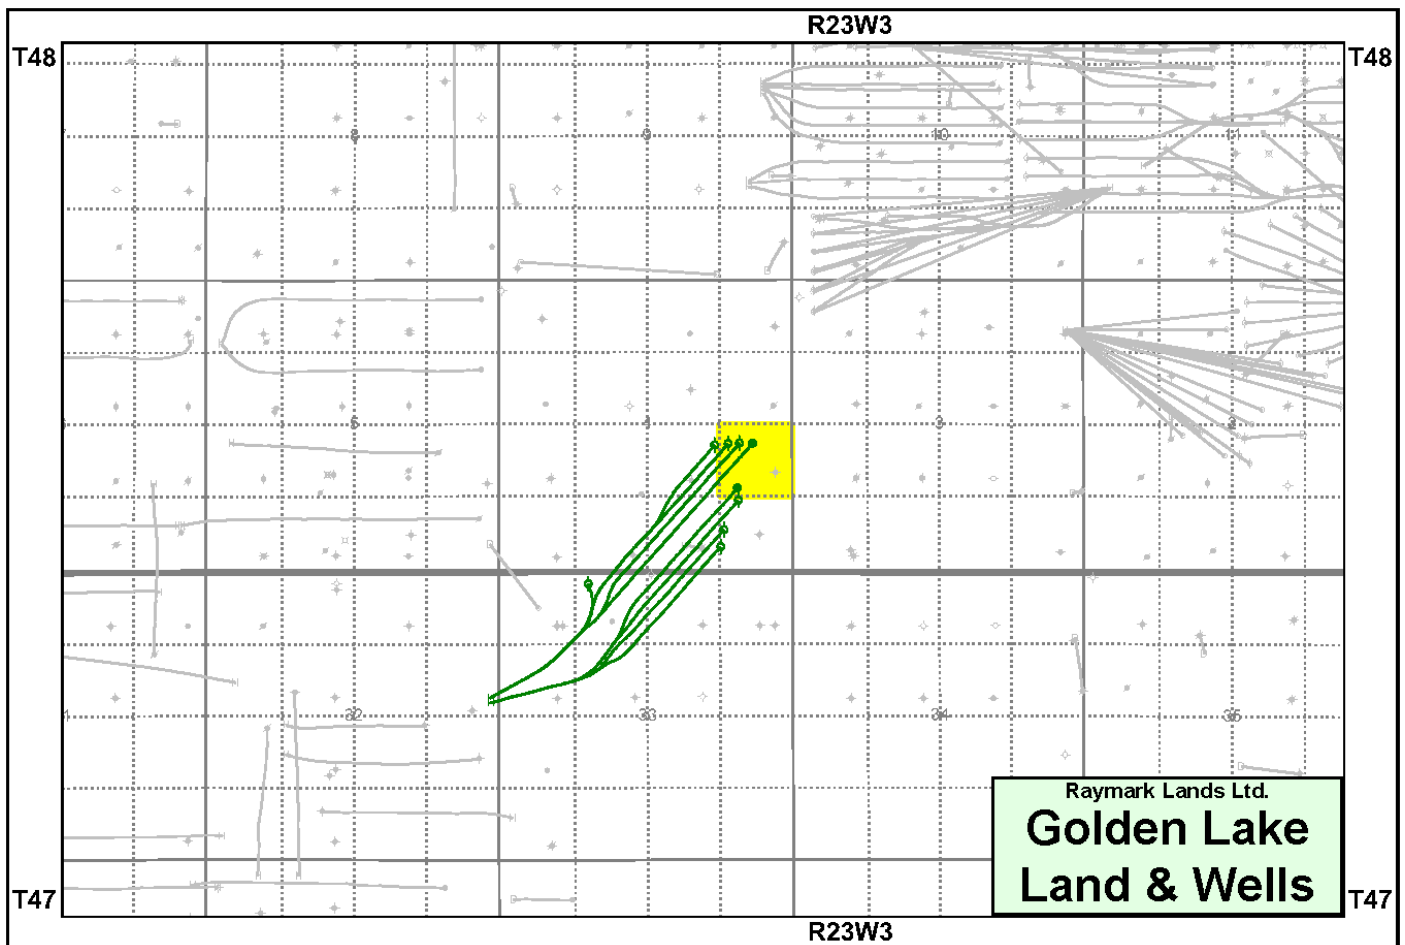 R23W3
T48 T48
8 9 10 11
5 4 3 2
32 33 34 35
Raymark Lands Ltd.
Golden Lake
Land & Wells
T47 T47
R23W3